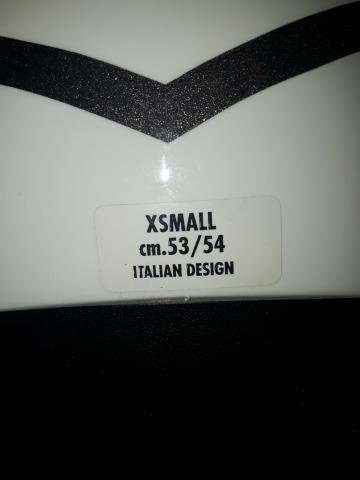 XSMALL
cm.53/54
ITALIAN DESIGN